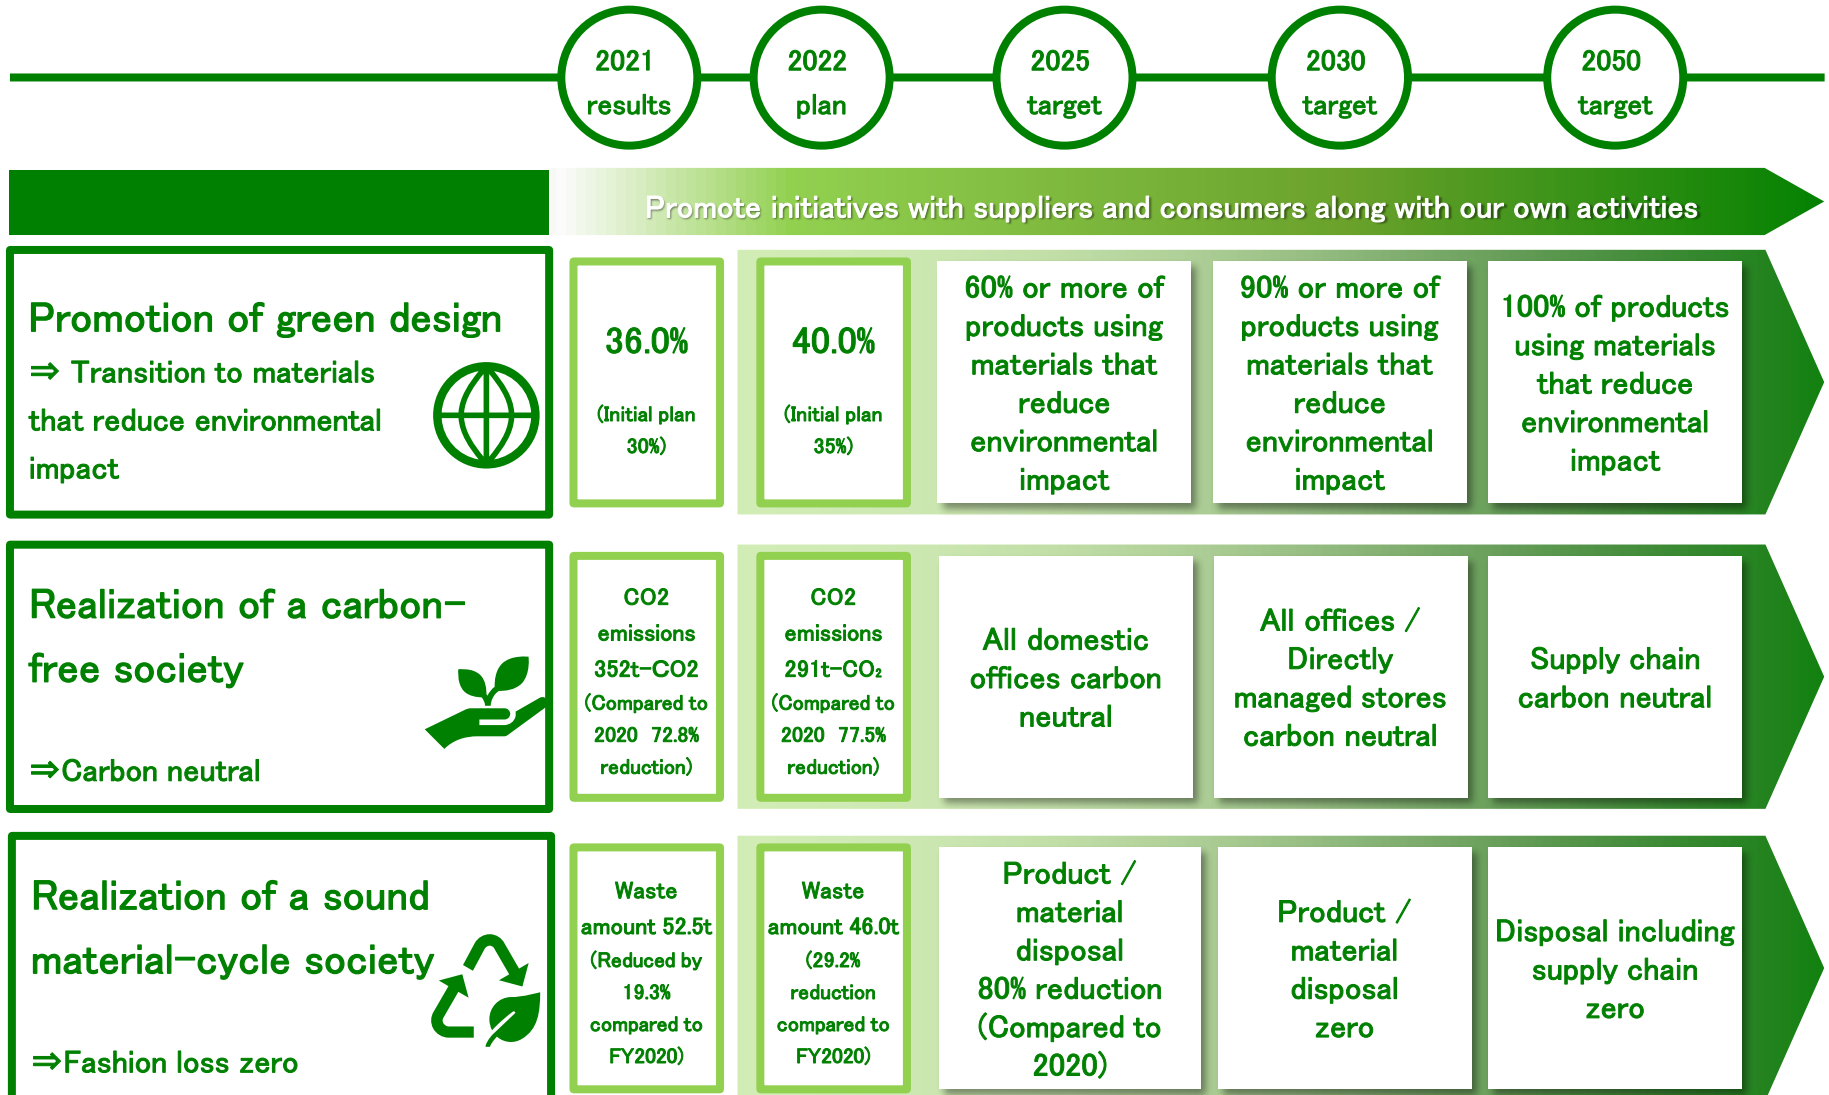 2021
results
2022
plan
2025
target
2030
target
2050
target
Promote initiatives with suppliers and consumers along with our own activities
Promotion of green design
⇒ Transition to materials
that reduce environmental
impact
36.0%
(Initial plan
30%)
40.0%
(Initial plan
35%)
60% or more of
products using
materials that
reduce
environmental
impact
90% or more of
products using
materials that
reduce
environmental
impact
100% of products
using materials
that reduce
environmental
impact
Realization of a carbon-
free society
⇒Carbon neutral
CO2
emissions
352t-CO2
(Compared to
2020 72.8%
reduction)
CO2
emissions
291t-CO₂
(Compared to
2020 77.5%
reduction)
All domestic
offices carbon
neutral
All offices /
Directly
managed stores
carbon neutral
Supply chain
carbon neutral
Realization of a sound
material-cycle society
⇒Fashion loss zero
Waste
amount 52.5t
(Reduced by
19.3%
compared to
FY2020)
Waste
amount 46.0t
(29.2%
reduction
compared to
FY2020)
Product /
material
disposal
80% reduction
(Compared to
2020)
Product /
material
disposal
zero
Disposal including
supply chain
zero